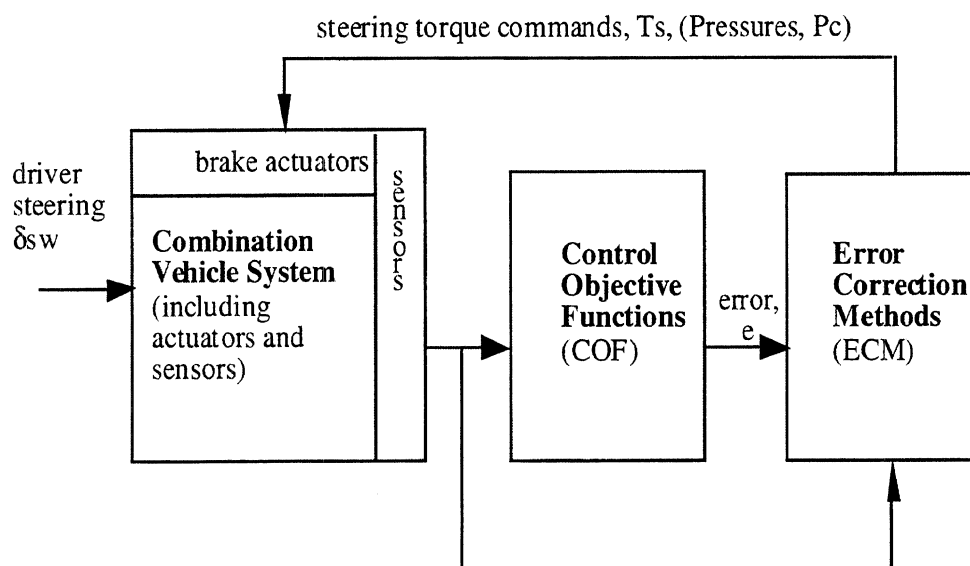 steering torque commands, Ts, (Pressures, Pc)
driver
steering
δsw
brake actuators
sensors
Combination
Vehicle System
(including
actuators and
sensors)
Control
Objective
Functions
(COF)
error,
e
Error
Correction
Methods
(ECM)